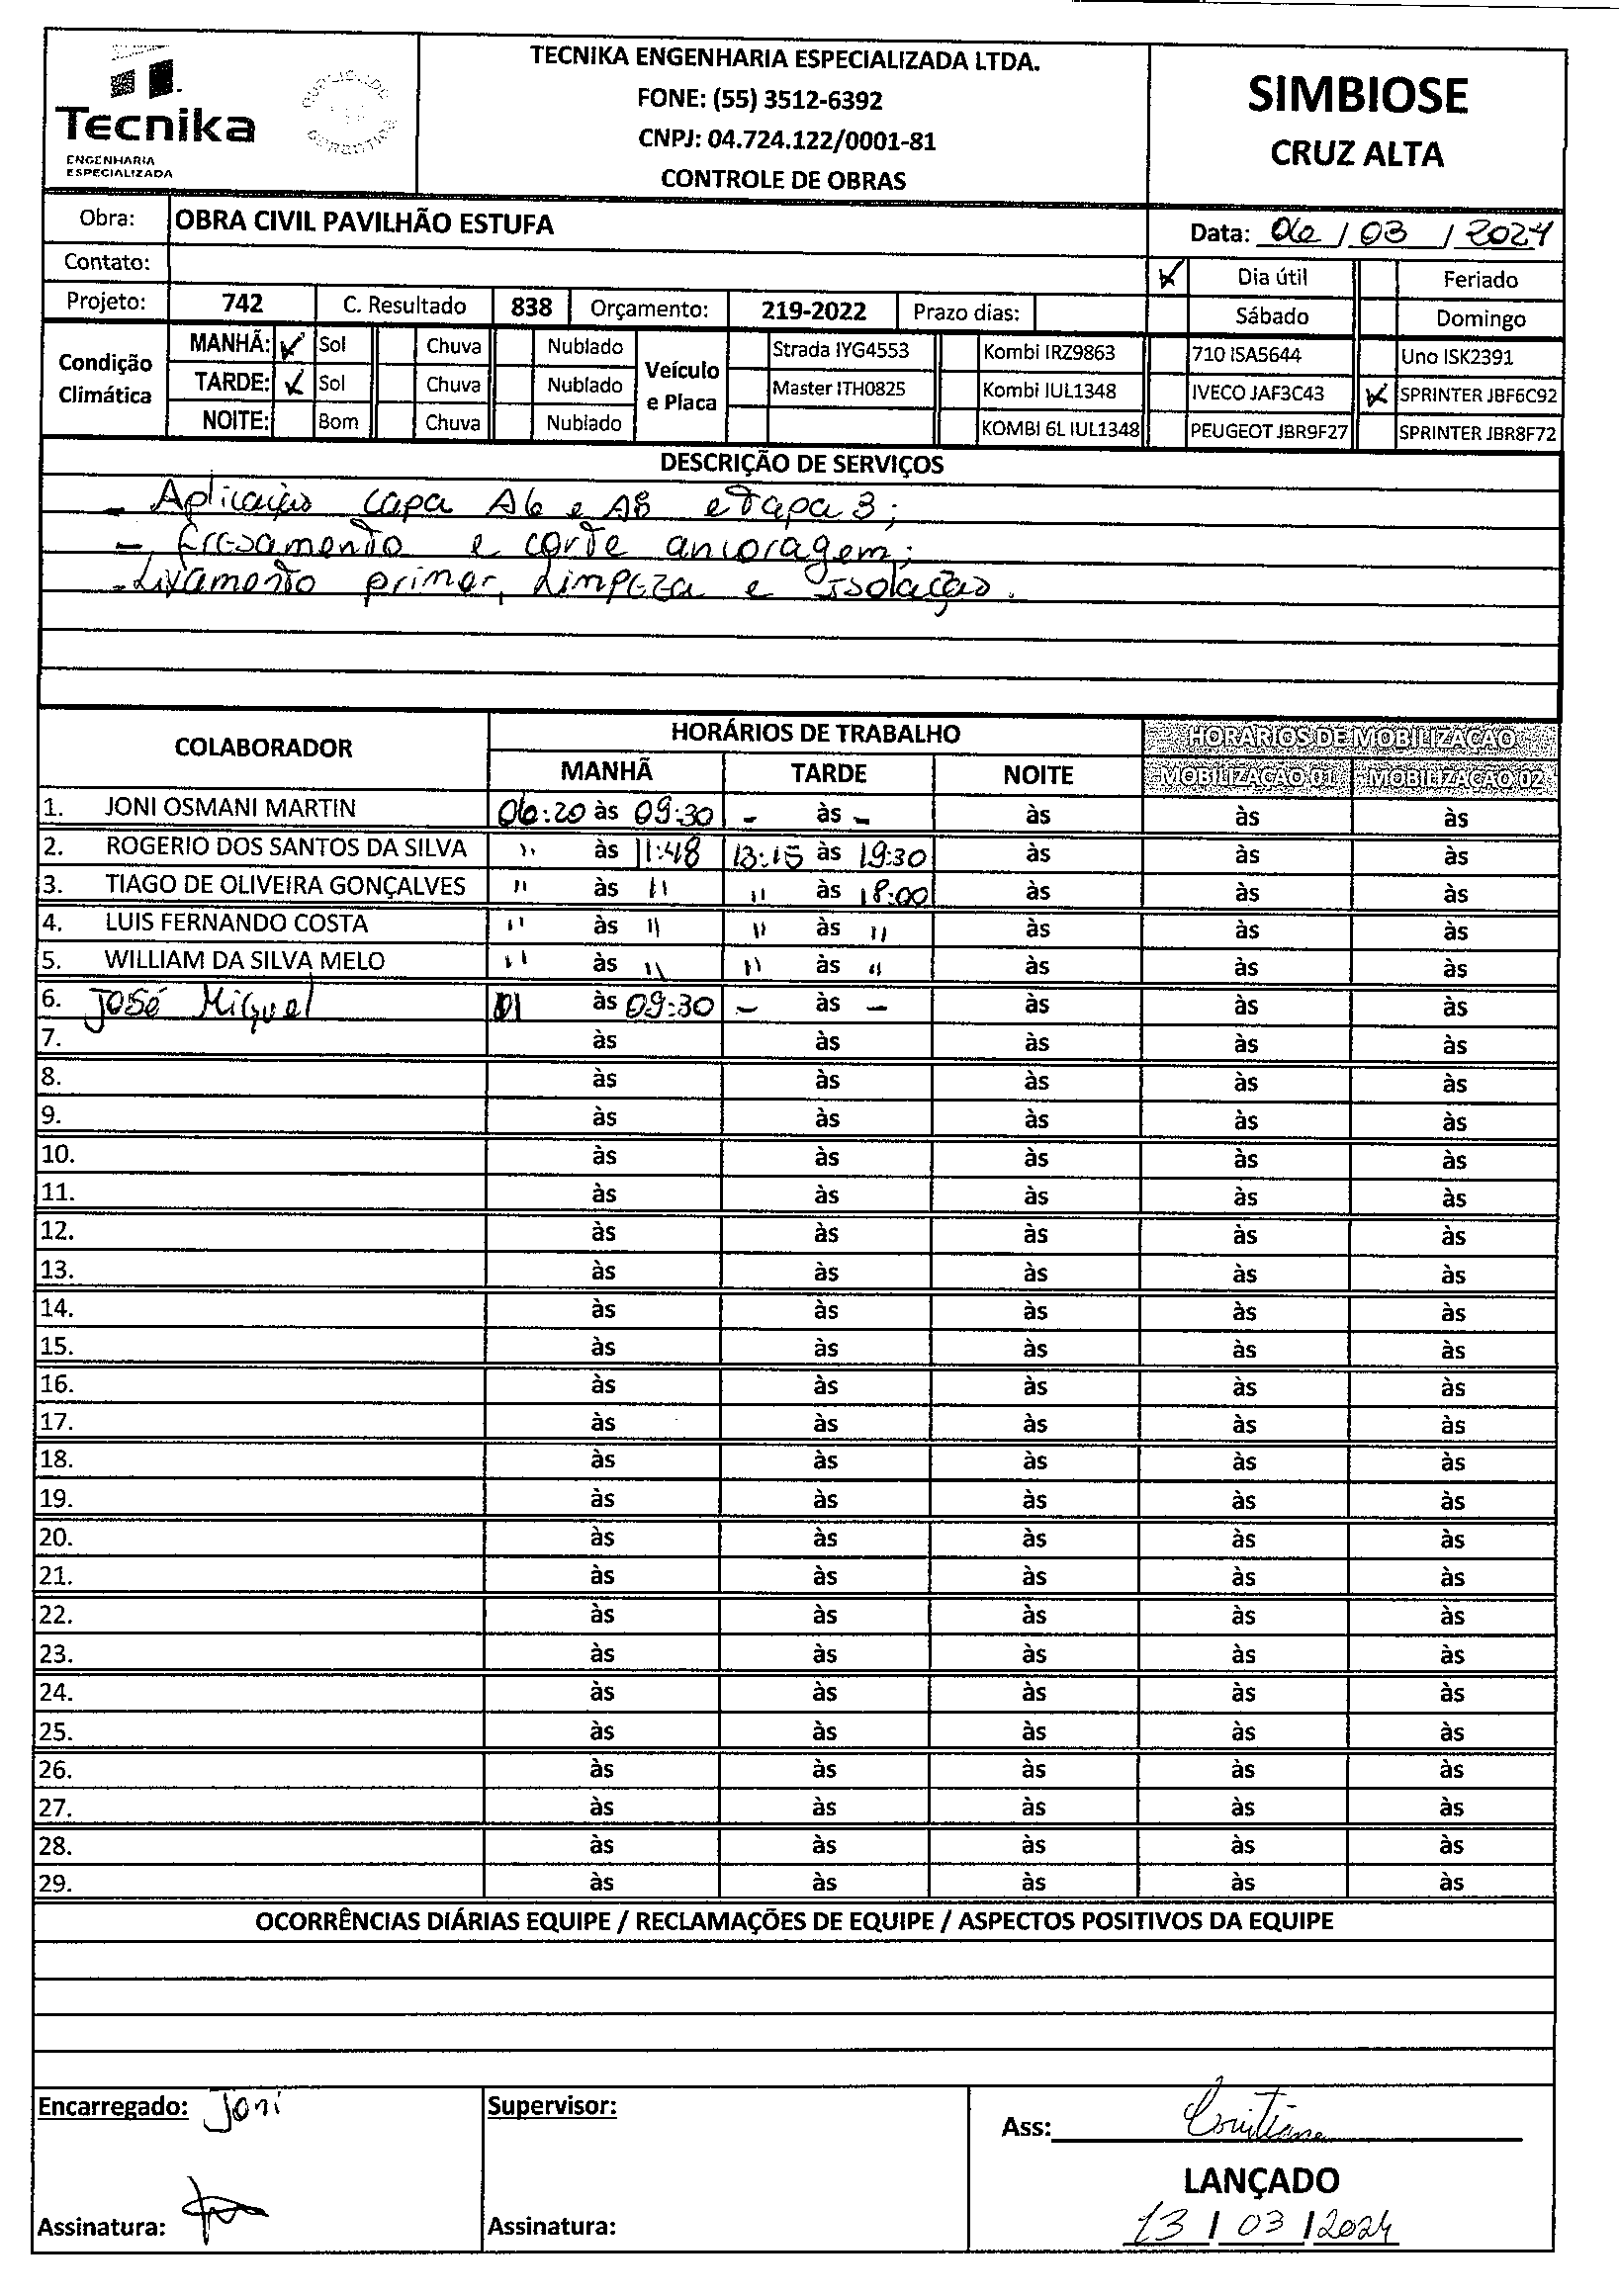 Tecnika
ENGENHARIA
ESPECIALIZADA
TECNIKA ENGENHARIA ESPECIALIZADA LTDA.
FONE: (55) 3512-6392
CNPJ: 04.724.122/0001-81
CONTROLE DE OBRAS
SIMBIOSE
CRUZ ALTA
Obra: OBRA CIVIL PAVILHÃO ESTUFA
Data: 06 / 03 / 2024
Contato:
Dia útil Feriado
Projeto: 742 C. Resultado 838 Orçamento: 219-2022 Prazo dias:
Sábado Domingo
Condição Climática
MANHÃ: Sol Chuva Nublado
TARDE: Sol Chuva Nublado
NOITE: Bom Chuva Nublado
Veículo e Placa
Strada IYG4553 Kombi IRZ9863 710 ISA5644 Uno ISK2391
Master ITH0825 Kombi IUL1348 IVECO JAF3C43 SPRINTER JBF6C92
KOMBI 6L IUL1348 PEUGEOT JBR9F27 SPRINTER JBR8F72
DESCRIÇÃO DE SERVIÇOS
- Aplicação capa A6 e A8 etapa 3;
- Fresamento e corte ancoragem;
- Lixamento primer, Limpeza e Isolação.
COLABORADOR HORÁRIOS DE TRABALHO HORÁRIOS DE MOBILIZAÇÃO
MANHÃ TARDE NOITE MOBILIZAÇÃO 01 MOBILIZAÇÃO 02
1. JONI OSMANI MARTIN 06:20 às 09:30 - às - às às às
2. ROGERIO DOS SANTOS DA SILVA " às 11:48 13:15 às 19:30 às às às
3. TIAGO DE OLIVEIRA GONÇALVES " às " " às 18:00 às às às
4. LUIS FERNANDO COSTA " às " " às " às às às
5. WILLIAM DA SILVA MELO " às " " às " às às às
6. José Miguel às 09:30 - às - às às às
7. às às às às às
8. às às às às às
9. às às às às às
10. às às às às às
11. às às às às às
12. às às às às às
13. às às às às às
14. às às às às às
15. às às às às às
16. às às às às às
17. às às às às às
18. às às às às às
19. às às às às às
20. às às às às às
21. às às às às às
22. às às às às às
23. às às às às às
24. às às às às às
25. às às às às às
26. às às às às às
27. às às às às às
28. às às às às às
29. às às às às às
OCORRÊNCIAS DIÁRIAS EQUIPE / RECLAMAÇÕES DE EQUIPE / ASPECTOS POSITIVOS DA EQUIPE
Encarregado: Joni
Supervisor:
Ass: Cristiane
LANÇADO
Assinatura:
Assinatura:
13 / 03 / 2024